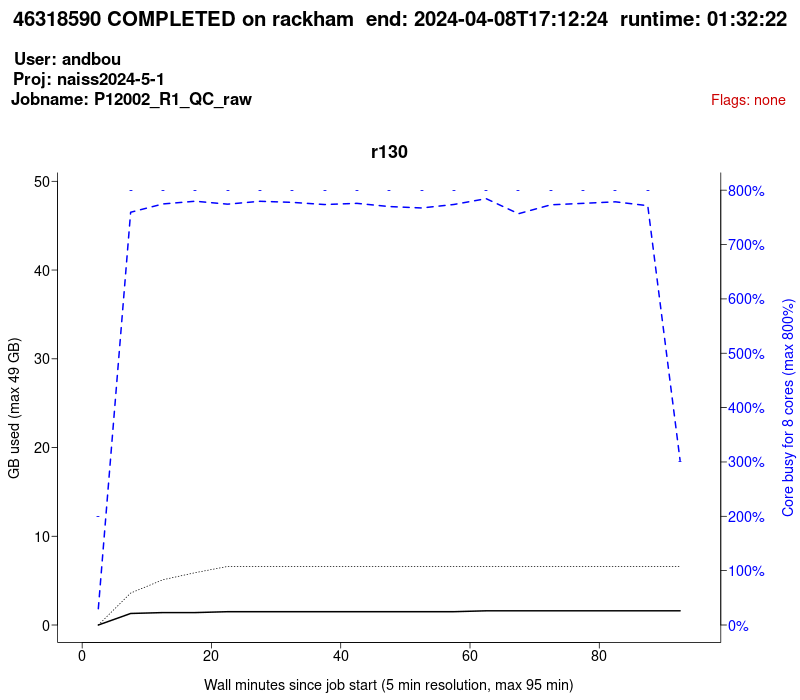 46318590 COMPLETED on rackham end: 2024-04-08T17:12:24 runtime: 01:32:22
User: andbou
Proj: naiss2024-5-1
Jobname: P12002_R1_QC_raw
Flags: none
r130
50
40
30
20
10
0
GB used (max 49 GB)
800%
700%
600%
500%
400%
300%
200%
100%
0%
Core busy for 8 cores (max 800%)
0 20 40 60 80
Wall minutes since job start (5 min resolution, max 95 min)